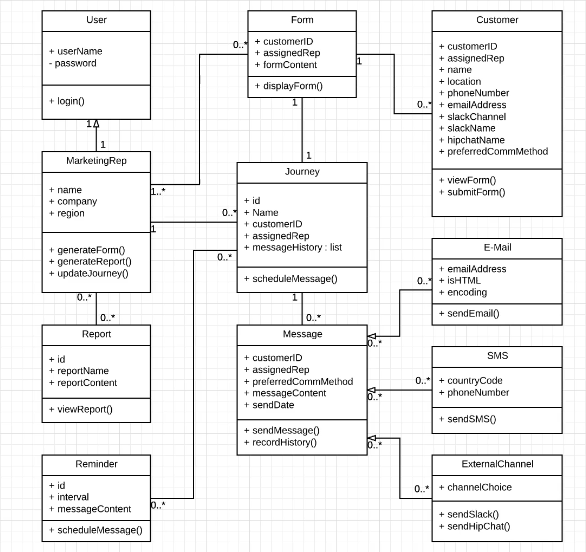 User
+ userName
- password
+ login()
1
1
MarketingRep
+ name
+ company
+ region
+ generateForm()
+ generateReport()
+ updateJourney()
1..*
1
0..*
0..*
Report
+ id
+ reportName
+ reportContent
+ viewReport()
Reminder
+ id
+ interval
+ messageContent
+ scheduleMessage()
0..*
Form
0..*
+ customerID
+ assignedRep
+ formContent
+ displayForm()
1
1
1
Journey
0..*
+ id
+ Name
+ customerID
+ assignedRep
+ messageHistory : list
0..*
+ scheduleMessage()
1
0..*
Message
+ customerID
+ assignedRep
+ preferredCommMethod
+ messageContent
+ sendDate
+ sendMessage()
+ recordHistory()
0..*
0..*
0..*
Customer
+ customerID
+ assignedRep
+ name
+ location
+ phoneNumber
+ emailAddress
+ slackChannel
+ slackName
+ hipchatName
+ preferredCommMethod
+ viewForm()
+ submitForm()
0..*
E-Mail
+ emailAddress
+ isHTML
+ encoding
+ sendEmail()
0..*
SMS
+ countryCode
+ phoneNumber
+ sendSMS()
0..*
ExternalChannel
+ channelChoice
+ sendSlack()
+ sendHipChat()
0..*